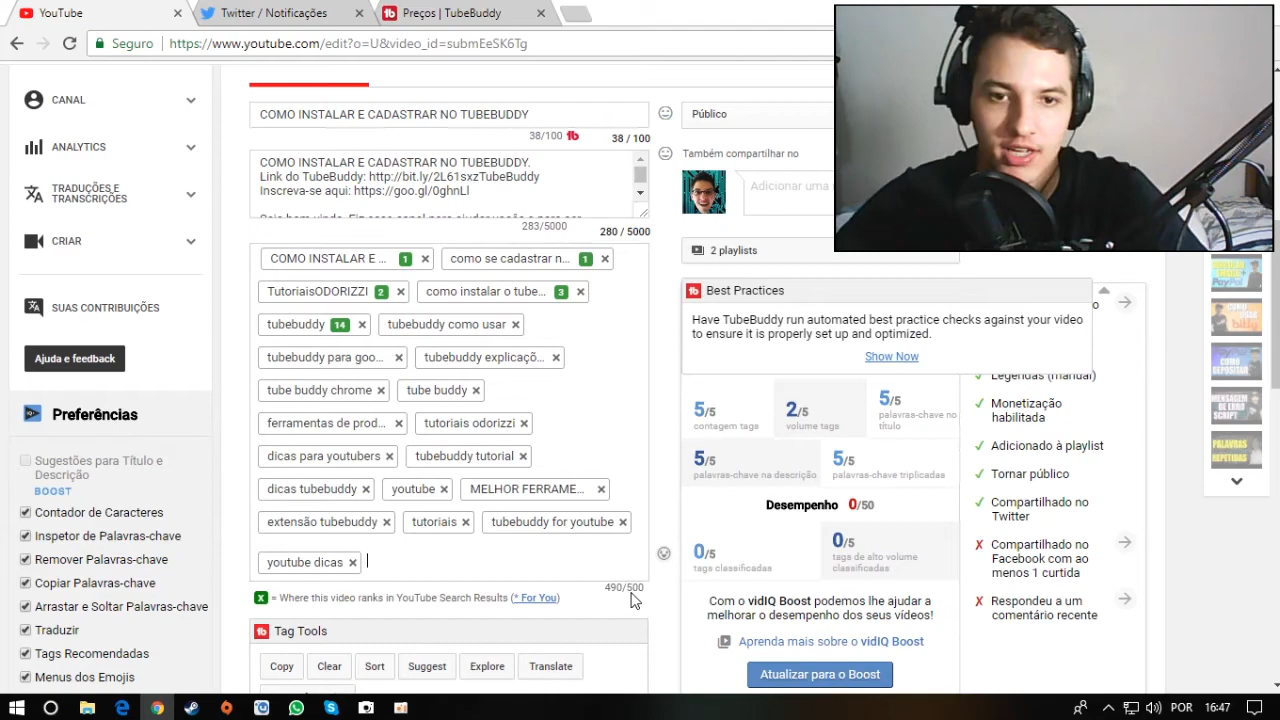 YouTube
Twitter / Notificações
Preços | TubeBuddy
Seguro
https://www.youtube.com/edit?o=U&video_id=submEeSK6Tg
CANAL
ANALYTICS
TRADUÇÕES E
TRANSCRIÇÕES
CRIAR
SUAS CONTRIBUIÇÕES
Ajuda e feedback
Preferências
Sugestões para Título e
Descrição
BOOST
Contador de Caracteres
Inspetor de Palavras-chave
Remover Palavras-chave
Copiar Palavras-chave
Arrastar e Soltar Palavras-chave
Traduzir
Tags Recomendadas
Menus dos Emojis
COMO INSTALAR E CADASTRAR NO TUBEBUDDY
38/100
38 / 100
COMO INSTALAR E CADASTRAR NO TUBEBUDDY.
Link do TubeBuddy: http://bit.ly/2L61sxzTubeBuddy
Inscreva-se aqui: https://goo.gl/0ghnLl
283/5000
280 / 5000
COMO INSTALAR E ... 1
como se cadastrar n... 1
TutoriaisODORIZZI 2
como instalar o tube... 3
tubebuddy 14
tubebuddy como usar
tubebuddy para goo...
tubebuddy explicaçõ...
tube buddy chrome
tube buddy
ferramentas de prod...
tutoriais odorizzi
dicas para youtubers
tubebuddy tutorial
dicas tubebuddy
youtube
MELHOR FERRAME...
extensão tubebuddy
tutoriais
tubebuddy for youtube
youtube dicas
490/500
X = Where this video ranks in YouTube Search Results (* For You)
Tag Tools
Copy
Clear
Sort
Suggest
Explore
Translate
Público
Também compartilhar no
Adicionar uma
2 playlists
Best Practices
Have TubeBuddy run automated best practice checks against your video
to ensure it is properly set up and optimized.
Show Now
5/5
contagem tags
2/5
volume tags
5/5
palavras-chave no
título
5/5
palavras-chave na descrição
5/5
palavras-chave triplicadas
Desempenho 0/50
0/5
tags classificadas
0/5
tags de alto volume
classificadas
Com o vidIQ Boost podemos lhe ajudar a
melhorar o desempenho dos seus vídeos!
Aprenda mais sobre o vidIQ Boost
Atualizar para o Boost
Legendas (manual)
Monetização
habilitada
Adicionado à playlist
Tornar público
Compartilhado no
Twitter
Compartilhado no
Facebook com ao
menos 1 curtida
Respondeu a um
comentário recente
PayPal
bitly
COMO
DEPOSITAR
MENSAGEM
DE ERRO
SCRIPT
PALAVRAS
REPETIDAS
POR
16:47